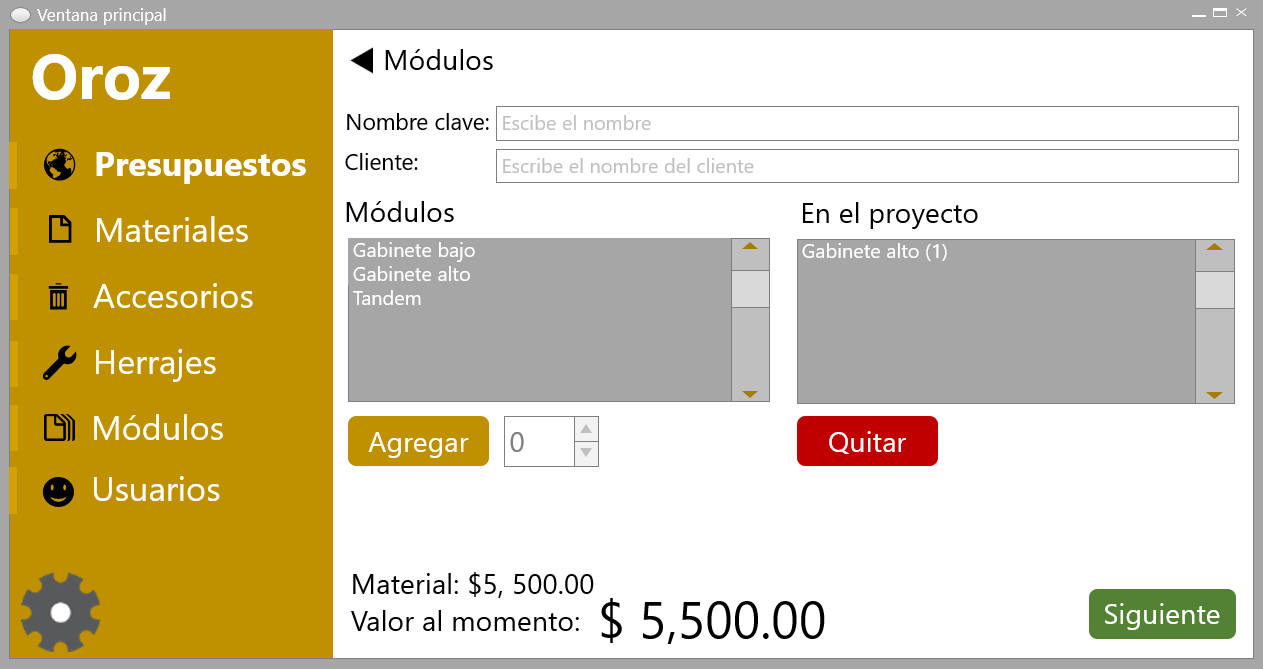 Ventana principal
Oroz
Presupuestos
Materiales
Accesorios
Herrajes
Módulos
Usuarios
Módulos
Nombre clave: Escibe el nombre
Cliente: Escribe el nombre del cliente
Módulos
Gabinete bajo
Gabinete alto
Tandem
Agregar 0
En el proyecto
Gabinete alto (1)
Quitar
Material: $5, 500.00
Valor al momento: $ 5,500.00
Siguiente